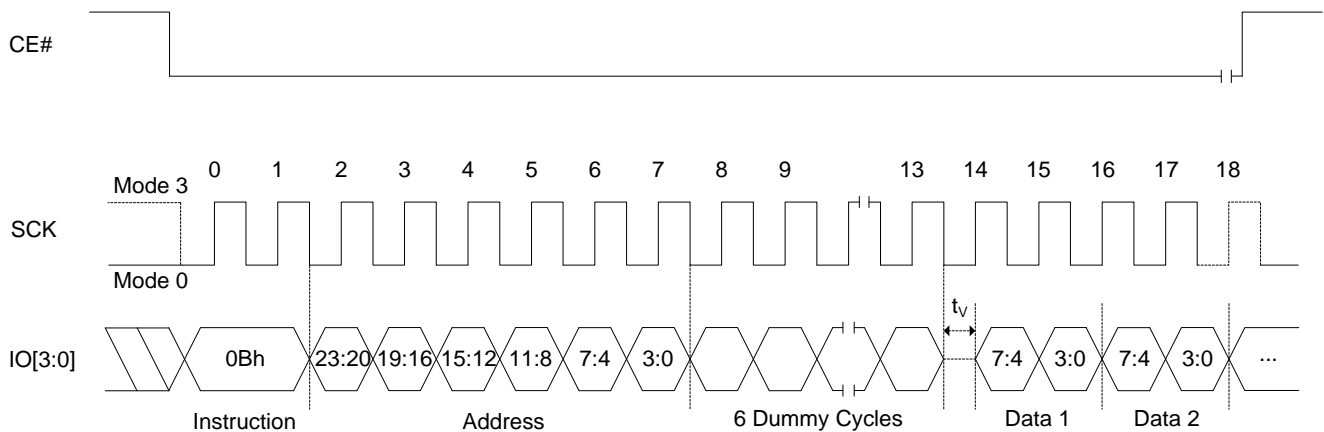 CE#
0 1 2 3 4 5 6 7 8 9 13 14 15 16 17 18
Mode 3
SCK
Mode 0
tV
IO[3:0] 0Bh 23:20 19:16 15:12 11:8 7:4 3:0 7:4 3:0 7:4 3:0 ...
Instruction Address 6 Dummy Cycles Data 1 Data 2